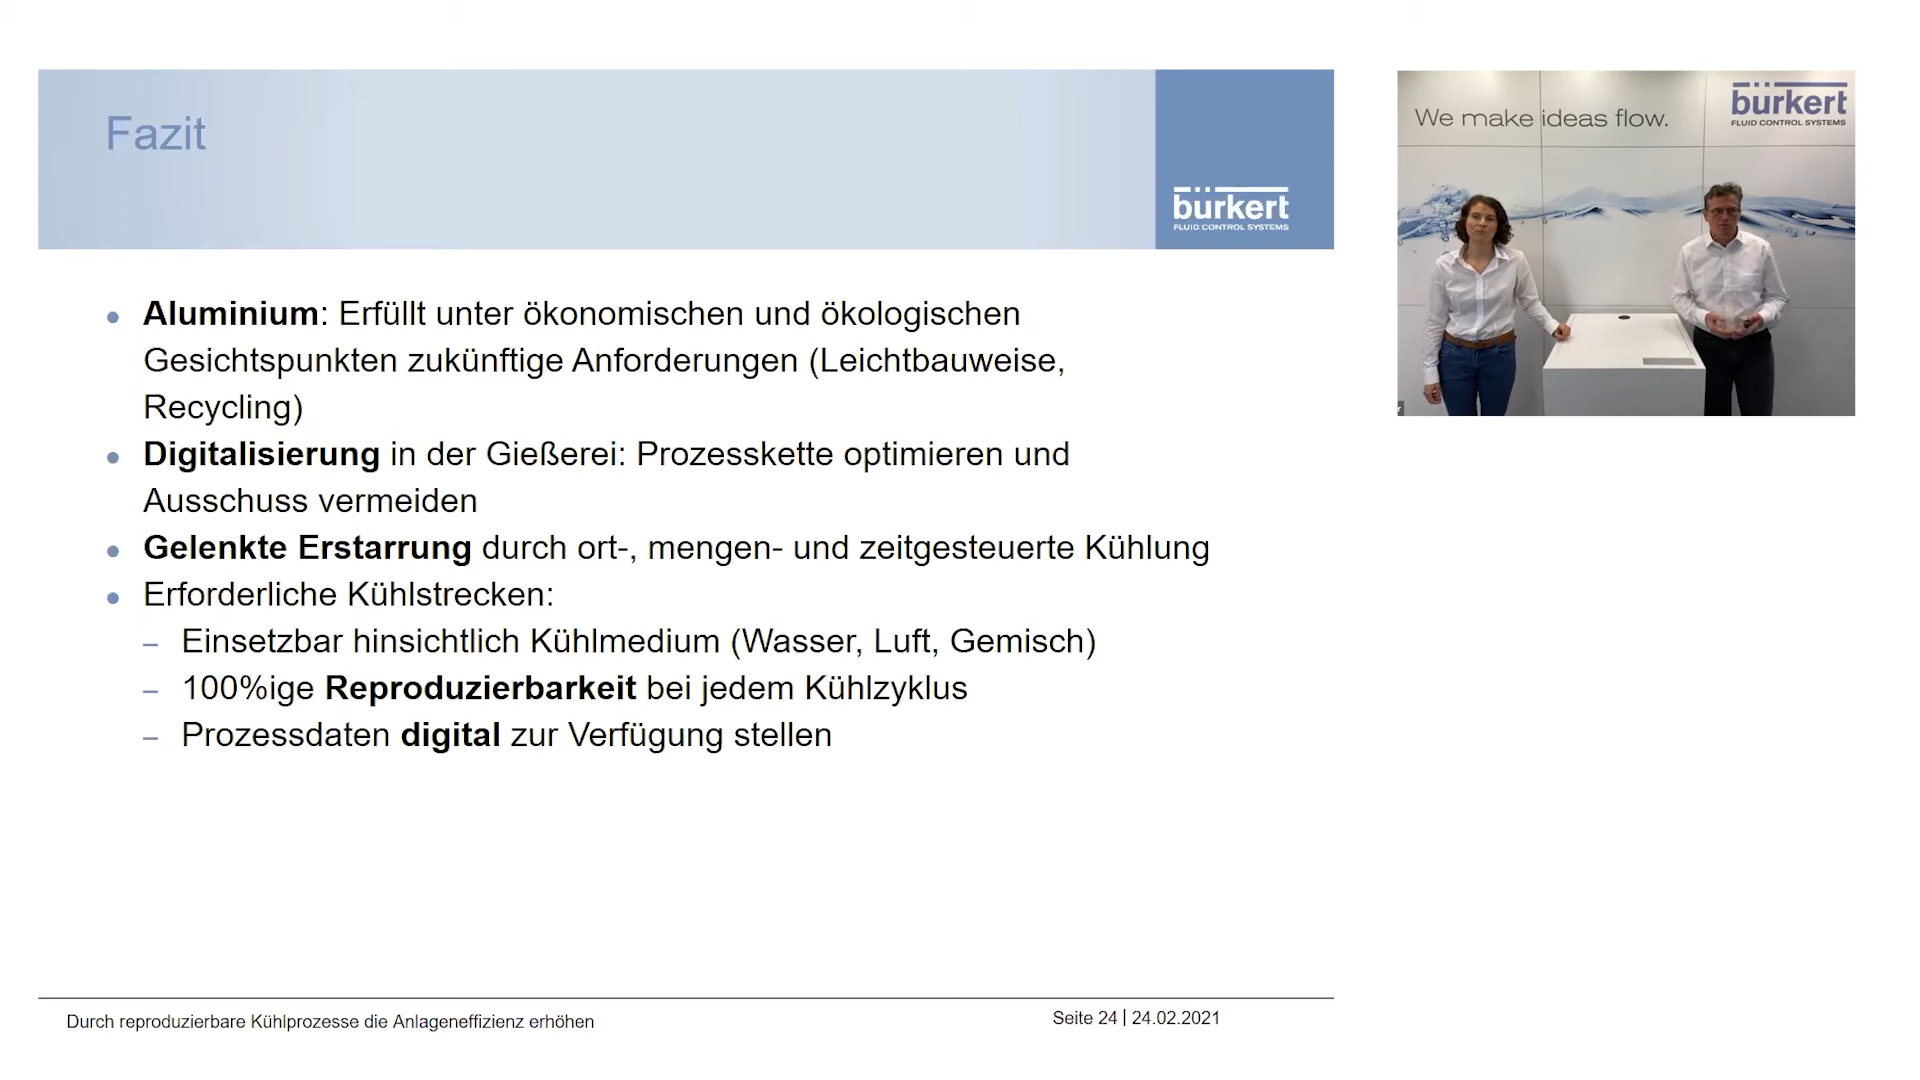 Fazit
bürkert
FLUID CONTROL SYSTEMS
We make ideas flow.
bürkert
FLUID CONTROL SYSTEMS
• Aluminium: Erfüllt unter ökonomischen und ökologischen
Gesichtspunkten zukünftige Anforderungen (Leichtbauweise,
Recycling)
• Digitalisierung in der Gießerei: Prozesskette optimieren und
Ausschuss vermeiden
• Gelenkte Erstarrung durch ort-, mengen- und zeitgesteuerte Kühlung
• Erforderliche Kühlstrecken:
– Einsetzbar hinsichtlich Kühlmedium (Wasser, Luft, Gemisch)
– 100%ige Reproduzierbarkeit bei jedem Kühlzyklus
– Prozessdaten digital zur Verfügung stellen
Durch reproduzierbare Kühlprozesse die Anlageneffizienz erhöhen
Seite 24 | 24.02.2021